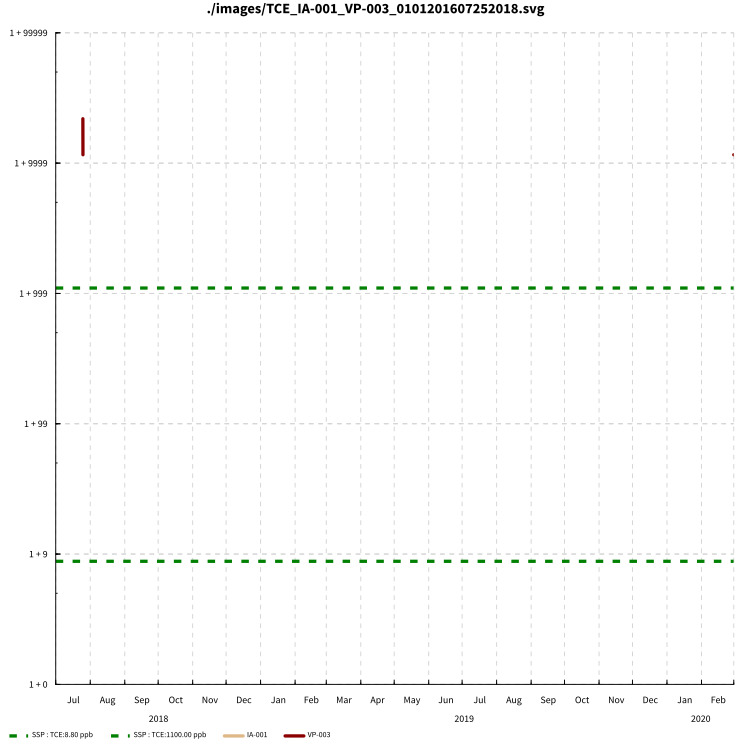 ./images/TCE_IA-001_VP-003_0101201607252018.svg
1+99999
1+9999
1+999
1+99
1+9
1+0
Jul Aug Sep Oct Nov Dec Jan Feb Mar Apr May Jun Jul Aug Sep Oct Nov Dec Jan Feb
2018 2019 2020
SSP : TCE:8.80 ppb SSP : TCE:1100.00 ppb IA-001 VP-003